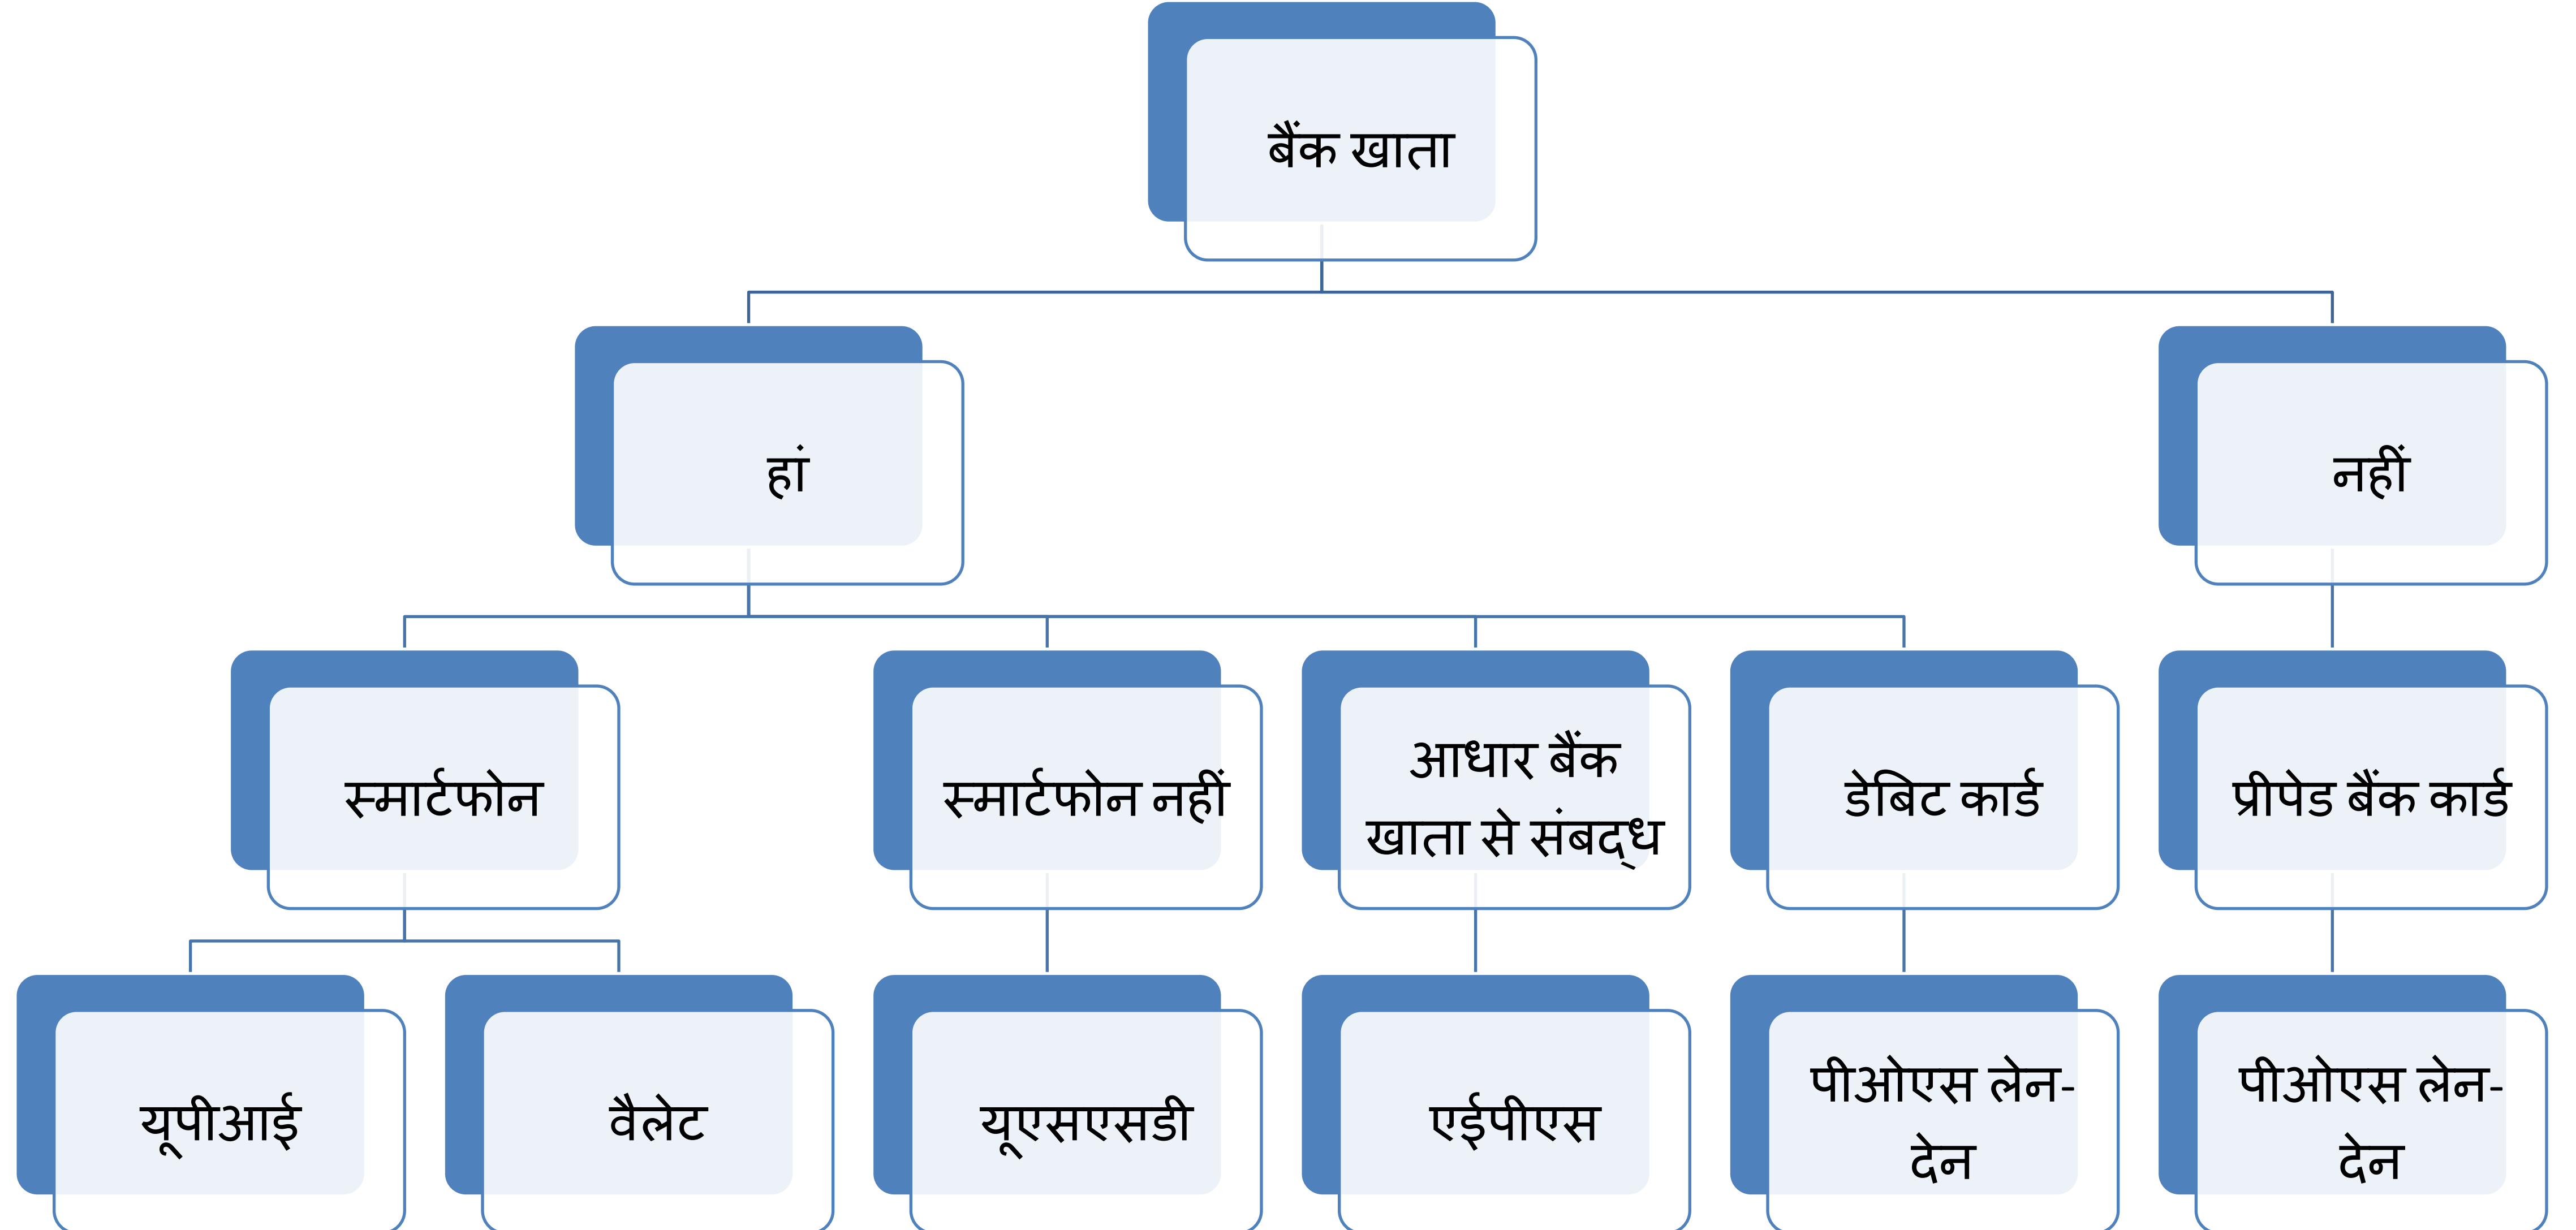 बैंक खाता
हां
नहीं
स्मार्टफोन
स्मार्टफोन नहीं
आधार बैंक
खाता से संबद्ध
डेबिट कार्ड
प्रीपेड बैंक कार्ड
यूपीआई
वैलेट
यूएसएसडी
एईपीएस
पीओएस लेन-
देन
पीओएस लेन-
देन